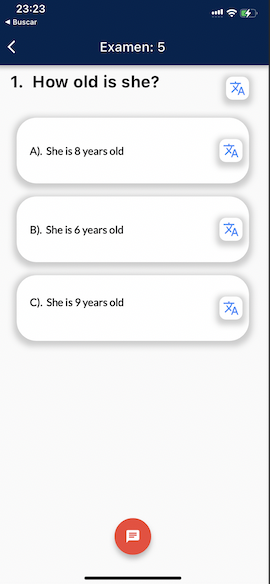 23:23
◀ Buscar
Examen: 5
1. How old is she?
A). She is 8 years old
B). She is 6 years old
C). She is 9 years old